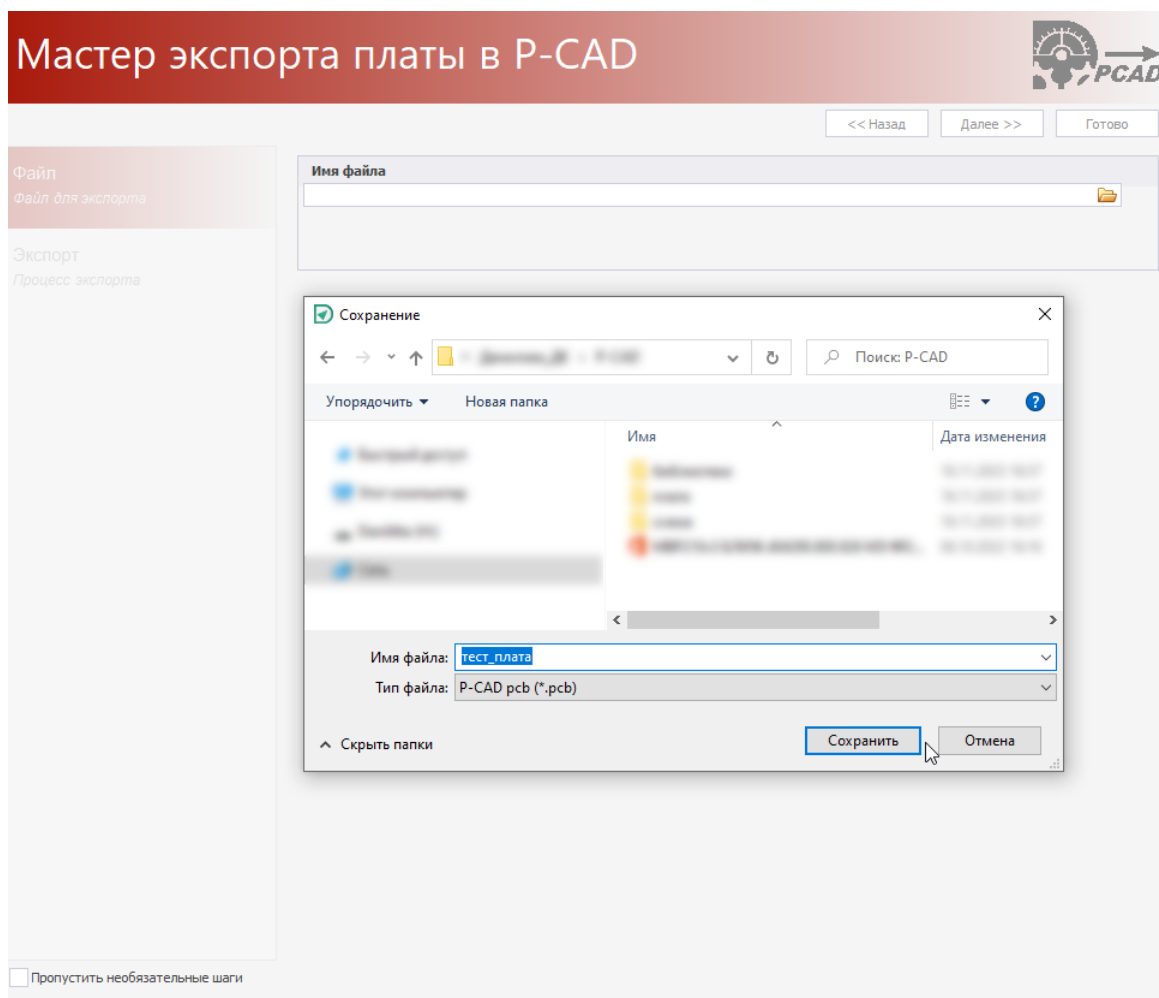 Мастер экспорта платы в P-CAD
PCAD
<< Назад
Далее >>
Готово
Файл
Файл для экспорта
Экспорт
Процесс экспорта
Имя файла
Сохранение
Поиск: P-CAD
Упорядочить
Новая папка
Имя
Дата изменения
Имя файла: тест_плата
Тип файла: P-CAD pcb (*.pcb)
Скрыть папки
Сохранить
Отмена
Пропустить необязательные шаги